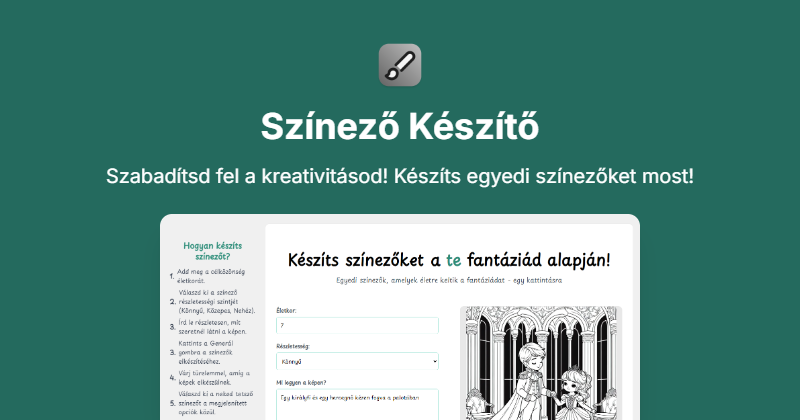 Színező Készítő
Szabadítsd fel a kreativitásod! Készíts egyedi színezőket most!
Hogyan készíts
színezőt?
1. Add meg a célközönség
életkorát.
2. Válaszd ki a színező
részletességi szintjét
(Könnyű, Közepes, Nehéz).
3. Írd le részletesen, mit
szeretnél látni a képen.
4. Kattints a Generál
gombra a színezők
elkészítéséhez.
4. Várj türelemmel, amíg a
képek elkészülnek.
5. Válaszd ki a neked tetsző
színezőt a megjelenített
opciók közül.
Készíts színezőket a te fantáziád alapján!
Egyedi színezők, amelyek életre keltik a fantáziádat - egy kattintásra
Életkor:
7
Részletesség:
Könnyű
Mi legyen a képen?
Egy királyfi és egy hercegnő kézen fogva a palotában